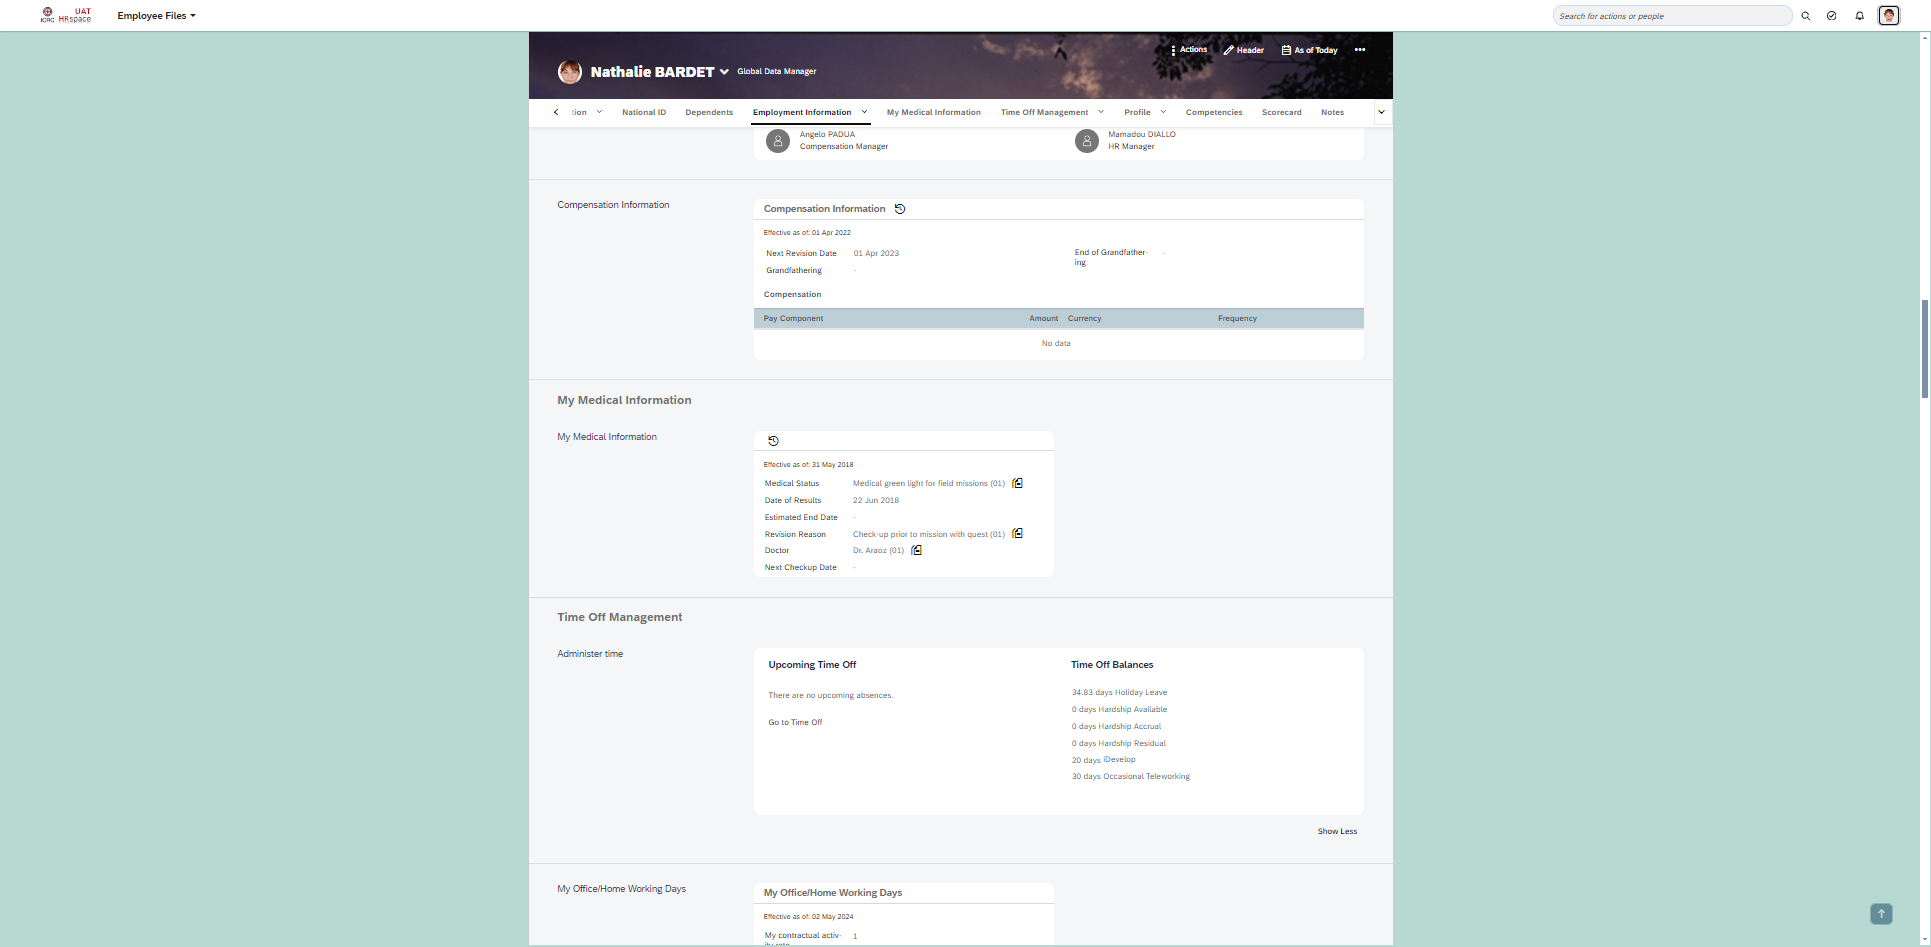 ICRC UAT HRspace
Employee Files
Search for actions or people
Actions
Header
As of Today
Nathalie BARDET
Global Data Manager
tion
National ID
Dependents
Employment Information
My Medical Information
Time Off Management
Profile
Competencies
Scorecard
Notes
Angelo PADUA
Compensation Manager
Mamadou DIALLO
HR Manager
Compensation Information
Compensation Information
Effective as of: 01 Apr 2022
Next Revision Date 01 Apr 2023
End of Grandfather-
ing -
Grandfathering -
Compensation
Pay Component Amount Currency Frequency
No data
My Medical Information
My Medical Information
Effective as of: 31 May 2018
Medical Status Medical green light for field missions (01)
Date of Results 22 Jun 2018
Estimated End Date -
Revision Reason Check-up prior to mission with quest (01)
Doctor Dr. Araoz (01)
Next Checkup Date -
Time Off Management
Administer time
Upcoming Time Off
There are no upcoming absences.
Go to Time Off
Time Off Balances
34.83 days Holiday Leave
0 days Hardship Available
0 days Hardship Accrual
0 days Hardship Residual
20 days iDevelop
30 days Occasional Teleworking
Show Less
My Office/Home Working Days
My Office/Home Working Days
Effective as of: 02 May 2024
My contractual activ- 1
ity rate